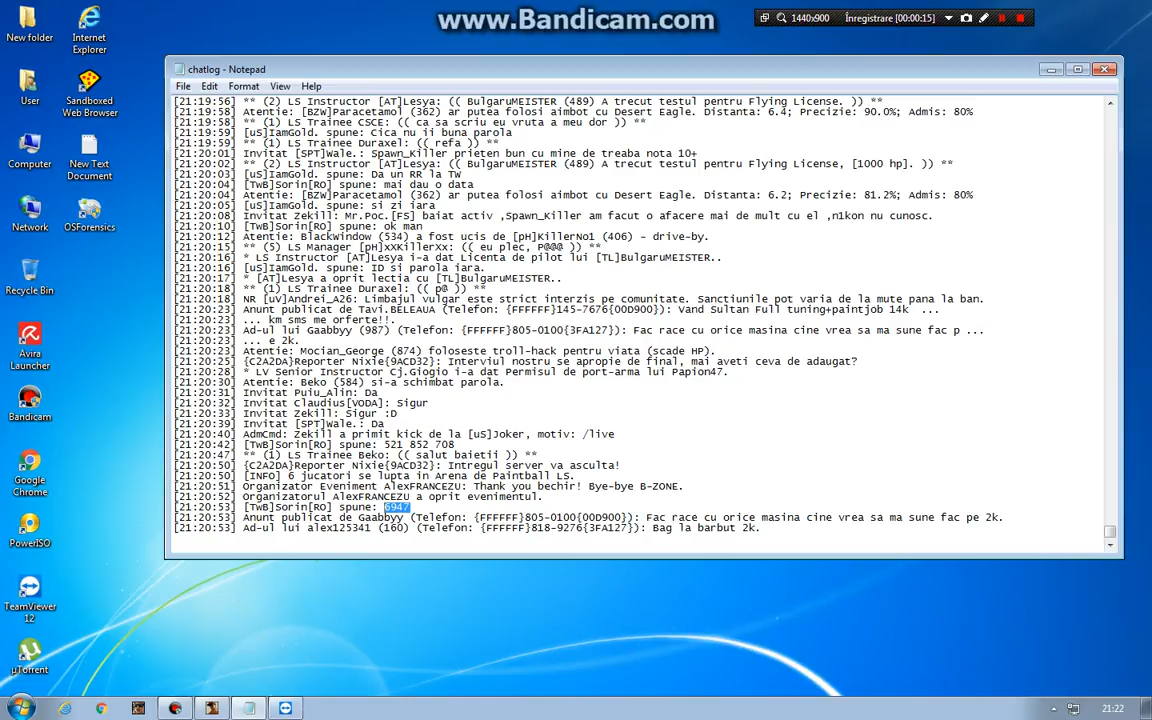 www.Bandicam.com
1440x900
Înregistrare [00:00:15]
New folder
Internet Explorer
User
Sandboxed Web Browser
Computer
New Text Document
Network
OSForensics
Recycle Bin
Avira Launcher
Bandicam
Google Chrome
PowerISO
TeamViewer 12
µTorrent
chatlog - Notepad
File Edit Format View Help
[21:19:56] ** (2) LS Instructor [AT]Lesya: (( BulgaruMEISTER (489) A trecut testul pentru Flying License. )) **
[21:19:58] Atentie: [BZW]Paracetamol (362) ar putea folosi aimbot cu Desert Eagle. Distanta: 6.4; Precizie: 90.0%; Admis: 80%
[21:19:58] ** (1) LS Trainee CSCE: (( ca sa scriu eu vruta a meu dor )) **
[21:19:59] [uS]IamGold. spune: Cica nu ii buna parola
[21:19:59] ** (1) LS Trainee Duraxel: (( refa )) **
[21:20:01] Invitat [SPT]Wale.: Spawn_Killer prieten bun cu mine de treaba nota 10+
[21:20:02] ** (2) LS Instructor [AT]Lesya: (( BulgaruMEISTER (489) A trecut testul pentru Flying License, [1000 hp]. )) **
[21:20:03] [uS]IamGold. spune: Da un RR la TW
[21:20:04] [TwB]Sorin[RO] spune: mai dau o data
[21:20:04] Atentie: [BZW]Paracetamol (362) ar putea folosi aimbot cu Desert Eagle. Distanta: 6.2; Precizie: 81.2%; Admis: 80%
[21:20:05] [uS]IamGold. spune: si zi iara
[21:20:08] Invitat Zekill: Mr.Poc.[FS] baiat activ ,Spawn_Killer am facut o afacere mai de mult cu el ,n1kon nu cunosc.
[21:20:10] [TwB]Sorin[RO] spune: ok man
[21:20:12] Atentie: BlackWindow (534) a fost ucis de [pH]KillerNo1 (406) - drive-by.
[21:20:15] ** (5) LS Manager [pH]xXKillerXx: (( eu plec, P@@@ )) **
[21:20:16] * LS Instructor [AT]Lesya i-a dat Licenta de pilot lui [TL]BulgaruMEISTER..
[21:20:16] [uS]IamGold. spune: ID si parola iara.
[21:20:17] * [AT]Lesya a oprit lectia cu [TL]BulgaruMEISTER..
[21:20:18] ** (1) LS Trainee Duraxel: (( p@ )) **
[21:20:18] NR [uV]Andrei_A26: Limbajul vulgar este strict interzis pe comunitate. Sanctiunile pot varia de la mute pana la ban.
[21:20:23] Anunt publicat de Tavi.BELEAUA (Telefon: {FFFFFF}145-7676{00D900}): Vand Sultan Full tuning+paintjob 14k  ...
[21:20:23] ... km sms me orferte!!.
[21:20:23] Ad-ul lui Gaabbyy (987) (Telefon: {FFFFFF}805-0100{3FA127}): Fac race cu orice masina cine vrea sa ma sune fac p ...
[21:20:23] ... e 2k.
[21:20:23] Atentie: Mocian_George (874) foloseste troll-hack pentru viata (scade HP).
[21:20:25] {C2A2DA}Reporter Nixie{9ACD32}: Interviul nostru se apropie de final, mai aveti ceva de adaugat?
[21:20:28] * LV Senior Instructor Cj.Giogio i-a dat Permisul de port-arma lui Papion47.
[21:20:30] Atentie: Beko (584) si-a schimbat parola.
[21:20:31] Invitat Puiu_Alin: Da
[21:20:32] Invitat Claudius[VODA]: Sigur
[21:20:33] Invitat Zekill: Sigur :D
[21:20:33] Invitat [SPT]Wale.: Da
[21:20:40] AdmCmd: Zekill a primit kick de la [uS]Joker, motiv: /live
[21:20:42] [TwB]Sorin[RO] spune: 521 852 708
[21:20:47] ** (1) LS Trainee Beko: (( salut baietii )) **
[21:20:50] {C2A2DA}Reporter Nixie{9ACD32}: Intregul server va asculta!
[21:20:50] [INFO] 6 jucatori se lupta in Arena de Paintball LS.
[21:20:51] Organizator Eveniment AlexFRANCEZU: Thank you bechir! Bye-bye B-ZONE.
[21:20:52] Organizatorul AlexFRANCEZU a oprit evenimentul.
[21:20:53] [TwB]Sorin[RO] spune: 6947
[21:20:53] Anunt publicat de Gaabbyy (Telefon: {FFFFFF}805-0100{00D900}): Fac race cu orice masina cine vrea sa ma sune fac pe 2k.
[21:20:53] Ad-ul lui alex125341 (160) (Telefon: {FFFFFF}818-9276{3FA127}): Bag la barbut 2k.
21:22